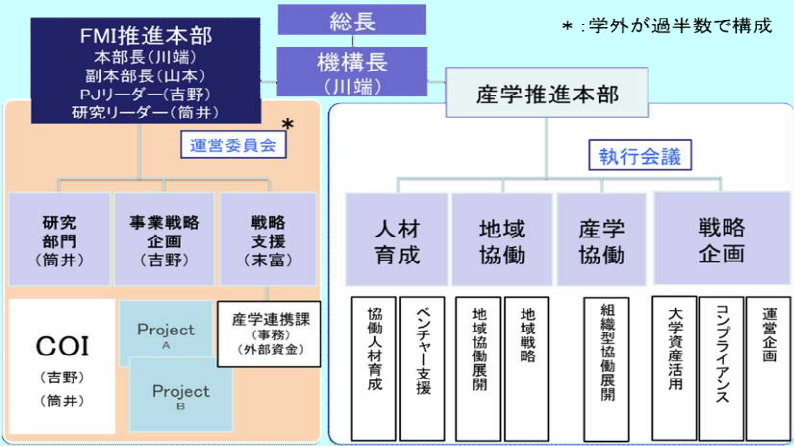 総長
機構長
(川端)
*:学外が過半数で構成
FMI推進本部
本部長(川端)
副本部長(山本)
PJリーダー(吉野)
研究リーダー(筒井)
*
運営委員会
研究
部門
(筒井)
事業戦略
企画
(吉野)
戦略
支援
(末富)
COI
(吉野)
(筒井)
Project
A
Project
B
産学連携課
(事務)
(外部資金)
産学推進本部
執行会議
人材
育成
地域
協働
産学
協働
戦略
企画
協働人材育成
ベンチャー支援
地域協働展開
地域戦略
組織型協働展開
大学資産活用
コンプライアンス
運営企画